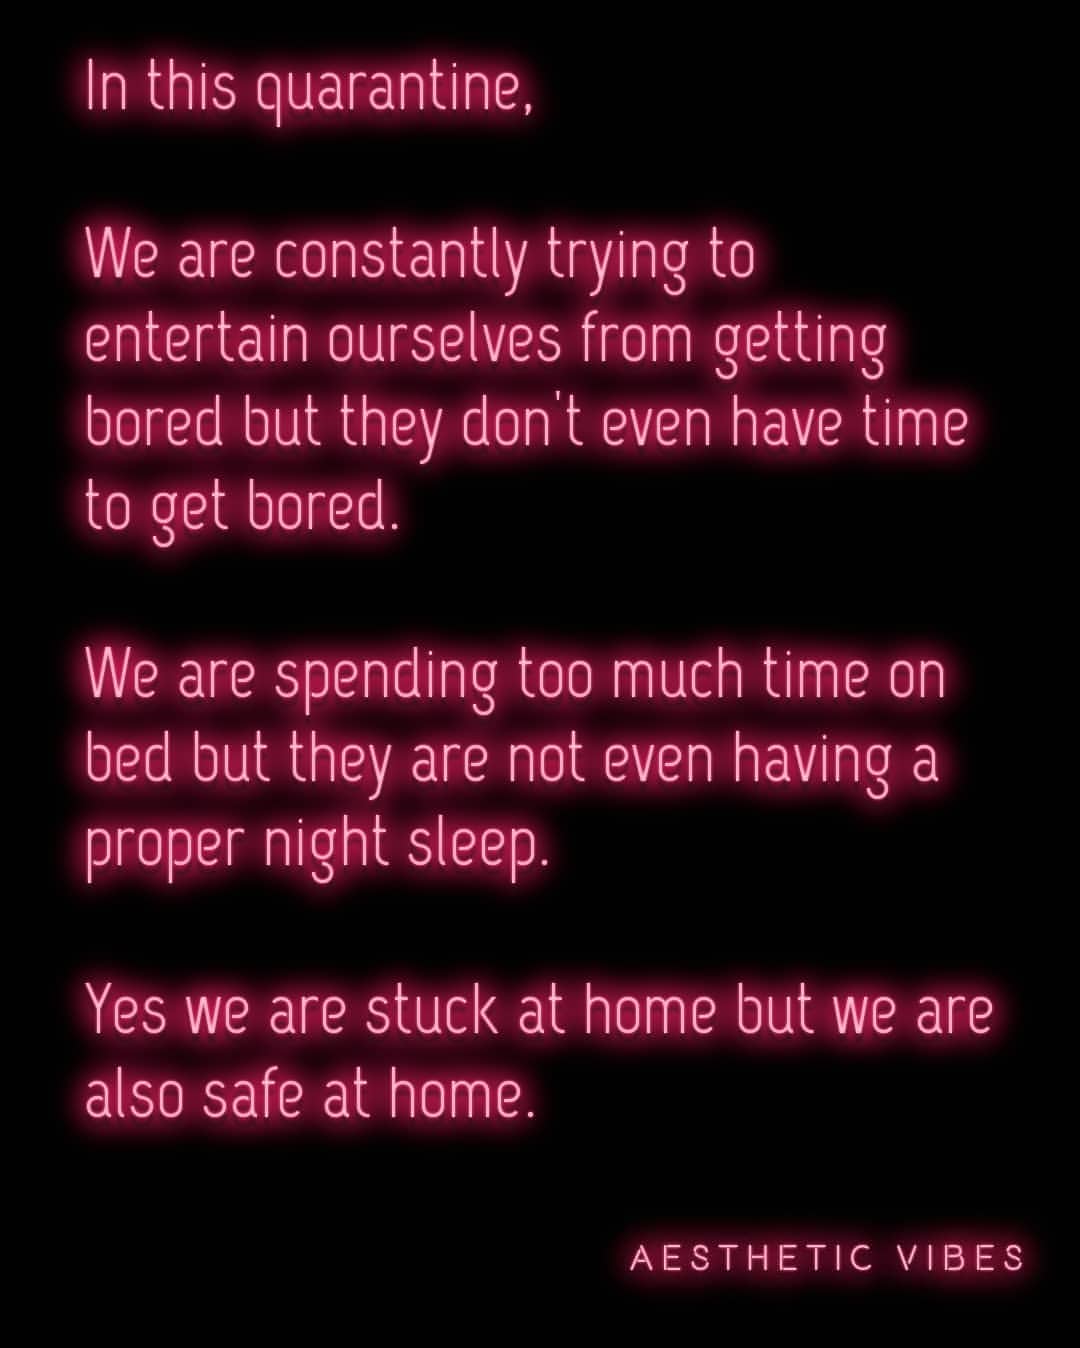 In this quarantine,
We are constantly trying to
entertain ourselves from getting
bored but they don't even have time
to get bored.
We are spending too much time on
bed but they are not even having a
proper night sleep.
Yes we are stuck at home but we are
also safe at home.
AESTHETIC VIBES